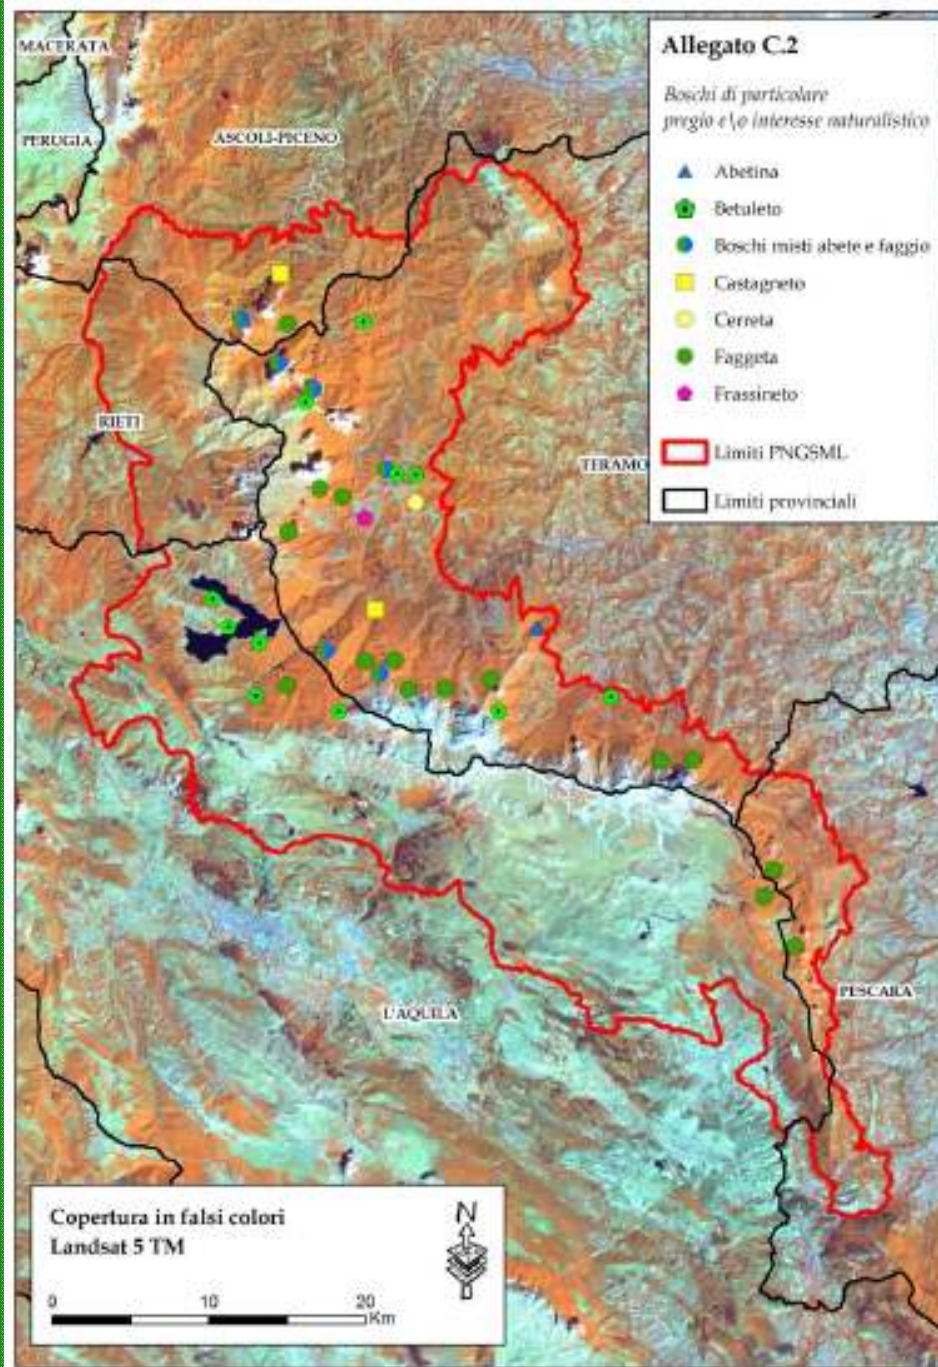 MACERATA
PERUGIA
ASCOLI-PICENO
Allegato C.2
Boschi di particolare
pregio e\o interesse naturalistico
Abetina
Betuleto
Boschi misti abete e faggio
Castagneto
Cerreta
Faggeta
Frassineto
Limiti PNGSML
Limiti provinciali
RIETI
TERAMO
PESCARA
L'AQUILA
Copertura in falsi colori
Landsat 5 TM
N
0 10 20
Km